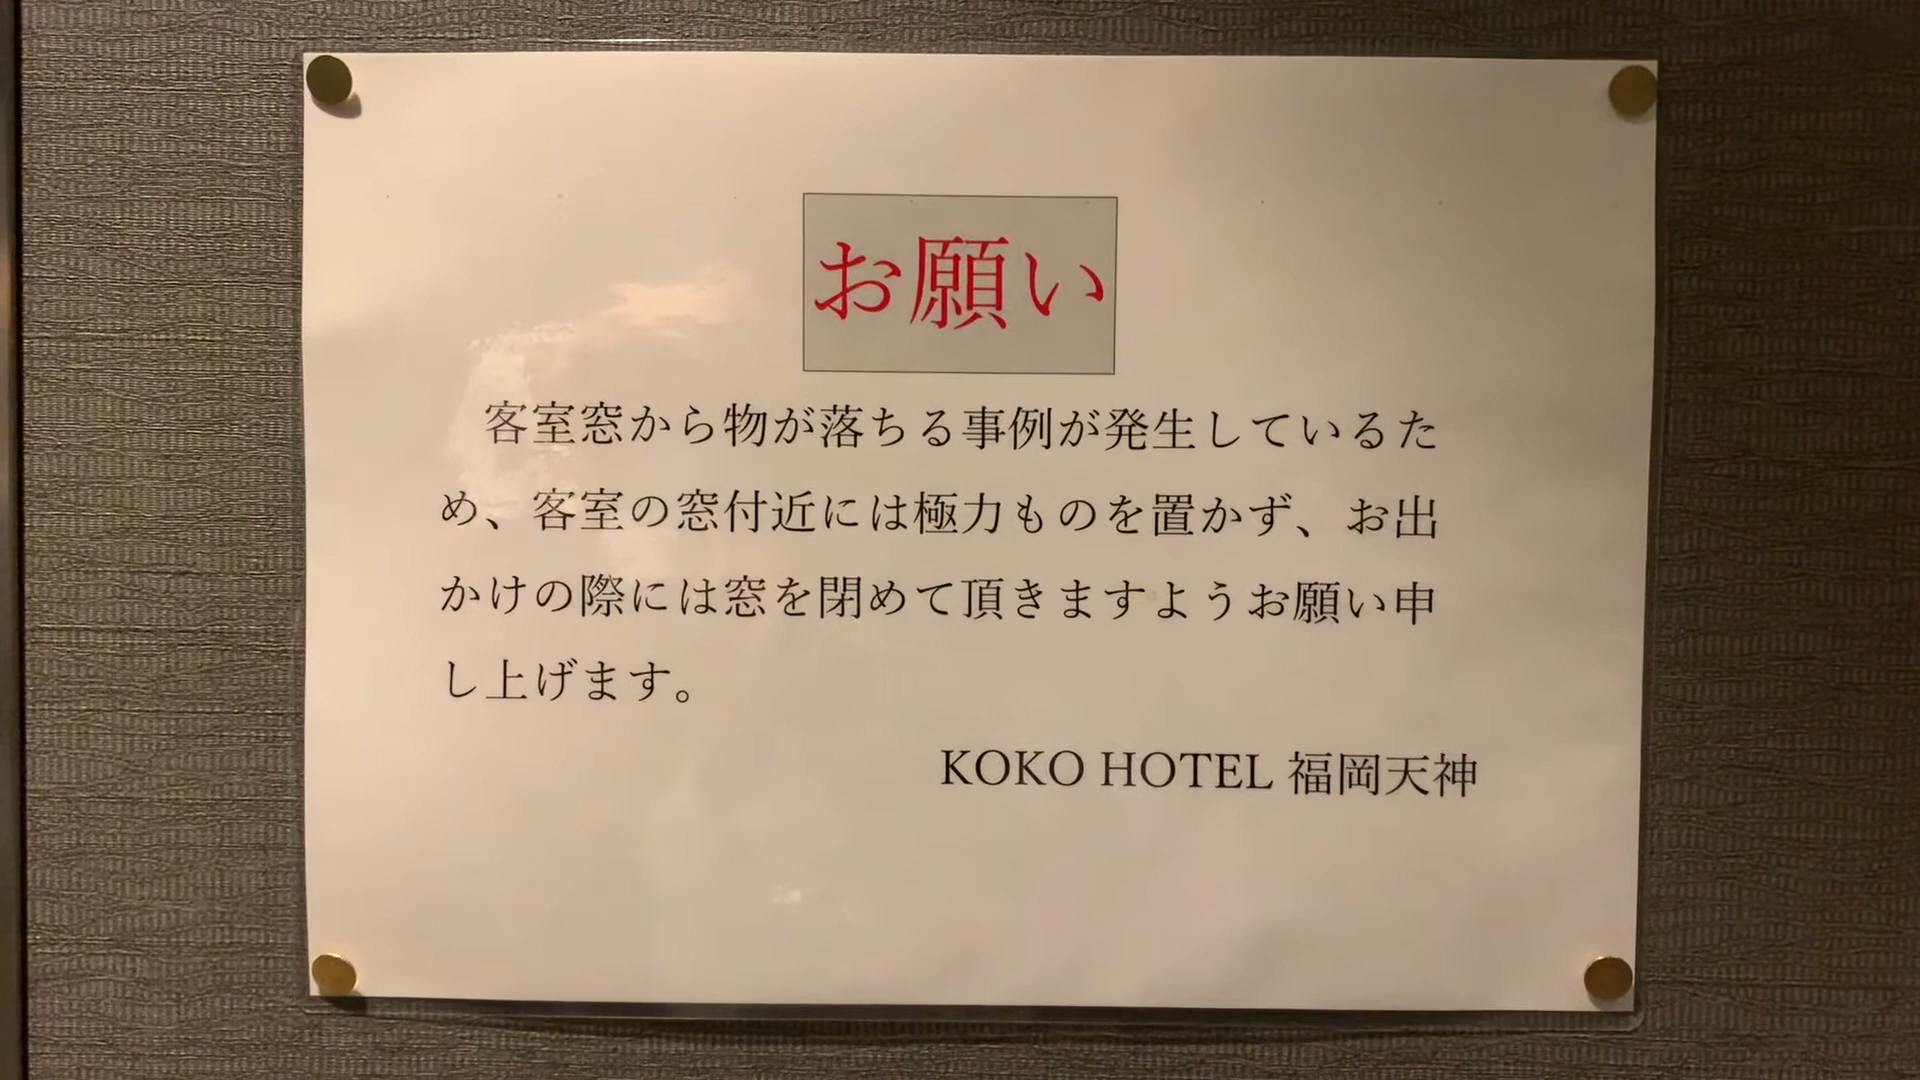 お願い
客室窓から物が落ちる事例が発生しているた
め、客室の窓付近には極力ものを置かず、お出
かけの際には窓を閉めて頂きますようお願い申
し上げます。
KOKO HOTEL 福岡天神